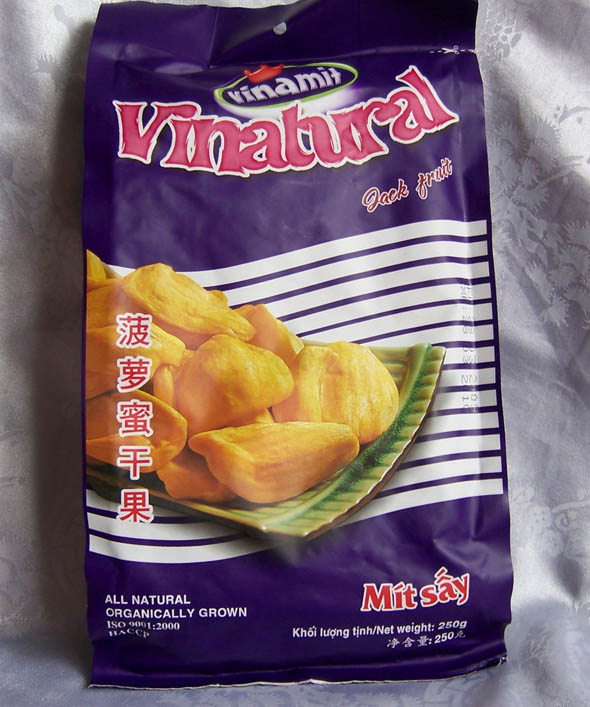 vinamit
Vinatural
Jack fruit
菠萝蜜干果
Mít sấy
ALL NATURAL
ORGANICALLY GROWN
ISO 9001:2000
HACCP
Khối lượng tịnh/Net weight: 250g
净含量: 250克